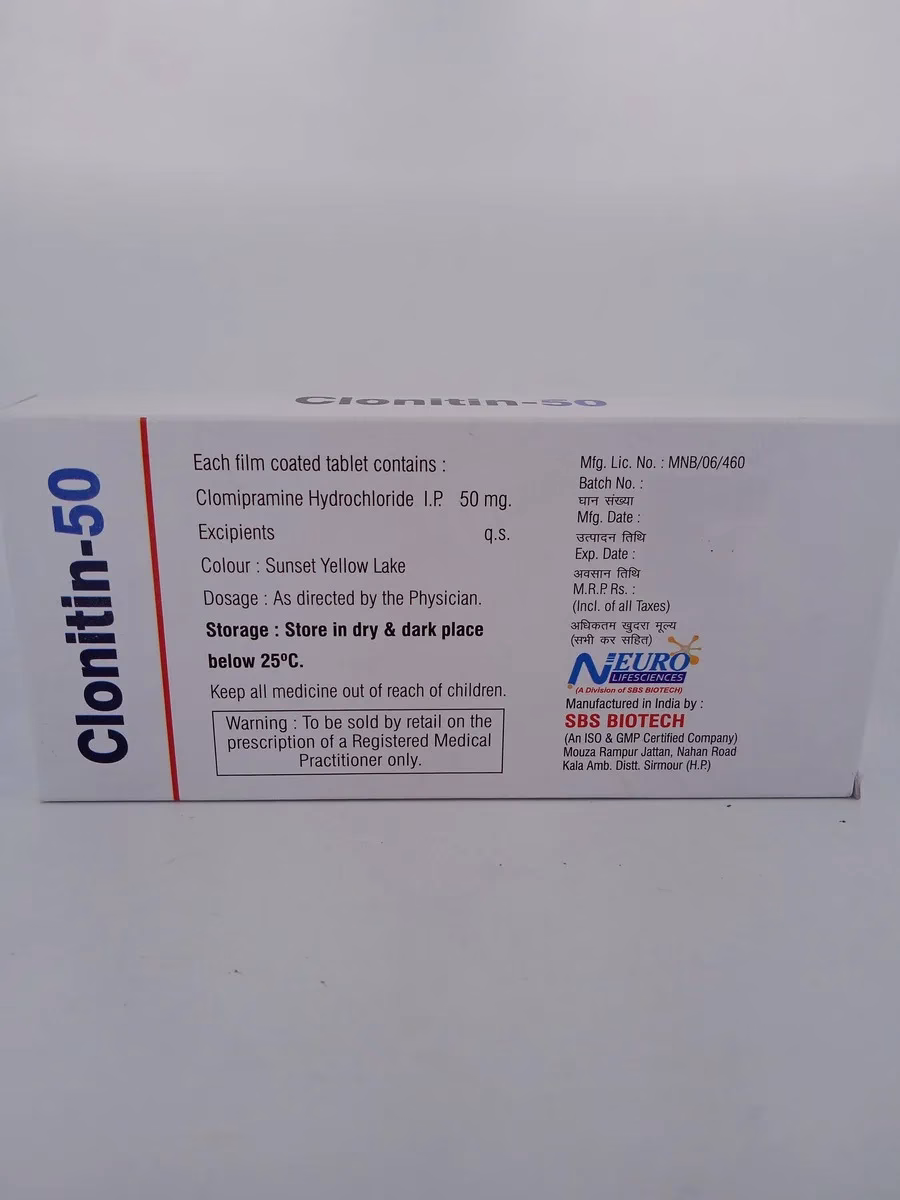 Clonitin-50
Clonitin-50
Each film coated tablet contains :
Clomipramine Hydrochloride I.P. 50 mg.
Excipients q.s.
Colour : Sunset Yellow Lake
Dosage : As directed by the Physician.
Storage : Store in dry & dark place
below 25ºC.
Keep all medicine out of reach of children.
Warning : To be sold by retail on the
prescription of a Registered Medical
Practitioner only.
Mfg. Lic. No. : MNB/06/460
Batch No. :
घान संख्या
Mfg. Date :
उत्पादन तिथि
Exp. Date :
अवसान तिथि
M.R.P. Rs. :
(Incl. of all Taxes)
अधिकतम खुदरा मूल्य
(सभी कर सहित)
NEURO
LIFESCIENCES
(A Division of SBS BIOTECH)
Manufactured in India by :
SBS BIOTECH
(An ISO & GMP Certified Company)
Mouza Rampur Jattan, Nahan Road
Kala Amb. Distt. Sirmour (H.P.)